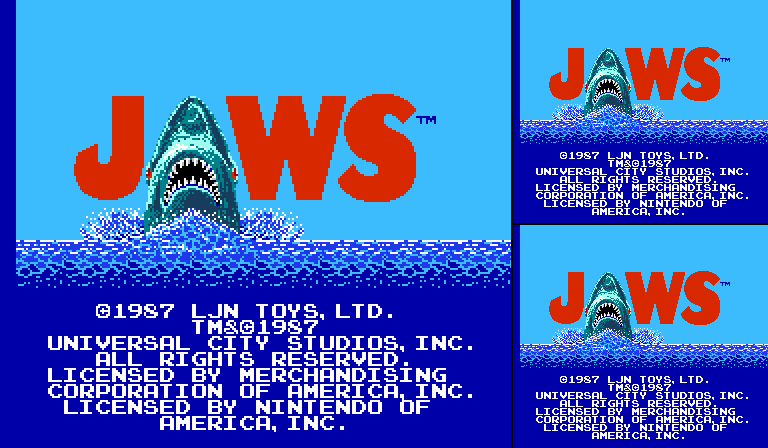 JAWS™
©1987 LJN TOYS, LTD.
TM&©1987
UNIVERSAL CITY STUDIOS, INC.
ALL RIGHTS RESERVED.
LICENSED BY MERCHANDISING
CORPORATION OF AMERICA, INC.
LICENSED BY NINTENDO OF
AMERICA, INC.
JAWS™
©1987 LJN TOYS, LTD.
TM&©1987
UNIVERSAL CITY STUDIOS, INC.
ALL RIGHTS RESERVED.
LICENSED BY MERCHANDISING
CORPORATION OF AMERICA, INC.
LICENSED BY NINTENDO OF
AMERICA, INC.
JAWS™
©1987 LJN TOYS, LTD.
TM&©1987
UNIVERSAL CITY STUDIOS, INC.
ALL RIGHTS RESERVED.
LICENSED BY MERCHANDISING
CORPORATION OF AMERICA, INC.
LICENSED BY NINTENDO OF
AMERICA, INC.